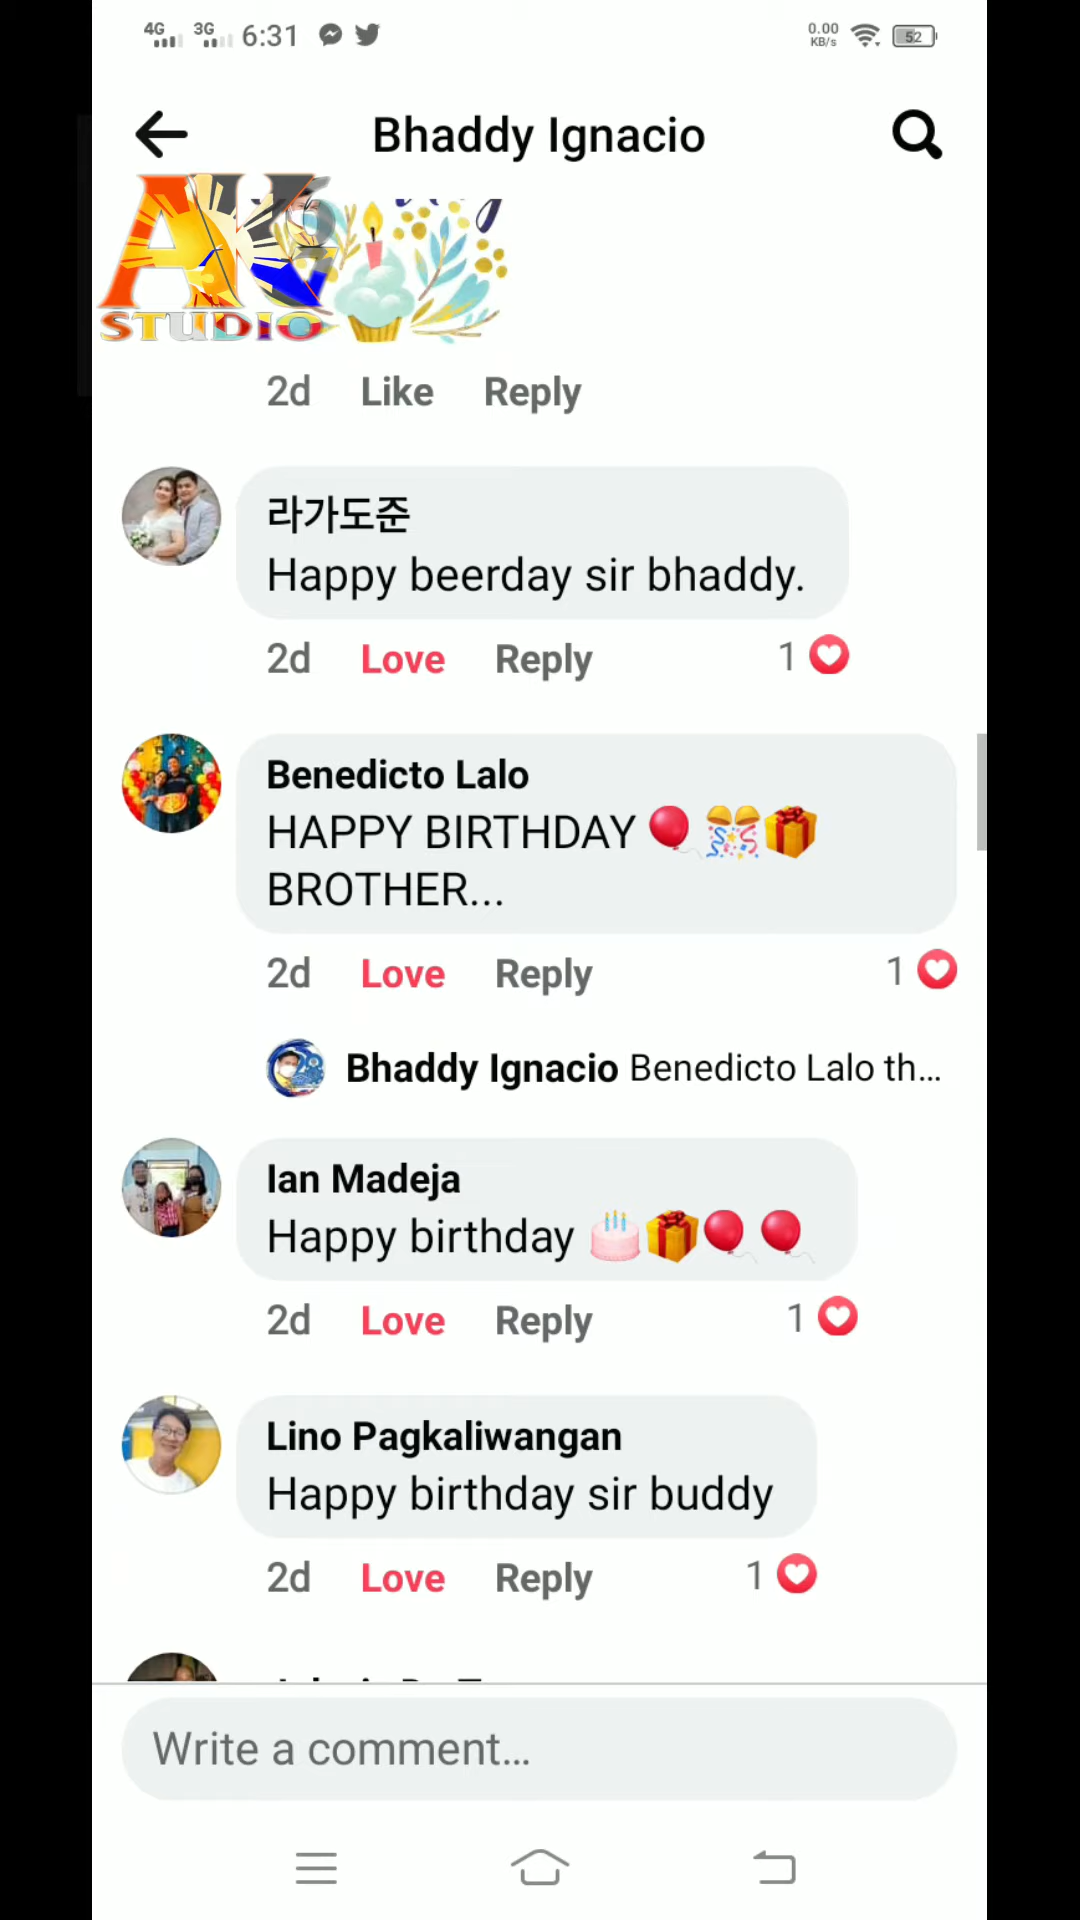 4G 3G 6:31 0.00 KB/s 52
Bhaddy Ignacio
AK
STUDIO
2d Like Reply
라가도준
Happy beerday sir bhaddy.
2d Love Reply 1
Benedicto Lalo
HAPPY BIRTHDAY 🎈🎊🎁
BROTHER...
2d Love Reply 1
Bhaddy Ignacio Benedicto Lalo th...
Ian Madeja
Happy birthday 🎂🎁🎈🎈
2d Love Reply 1
Lino Pagkaliwangan
Happy birthday sir buddy
2d Love Reply 1
Write a comment...